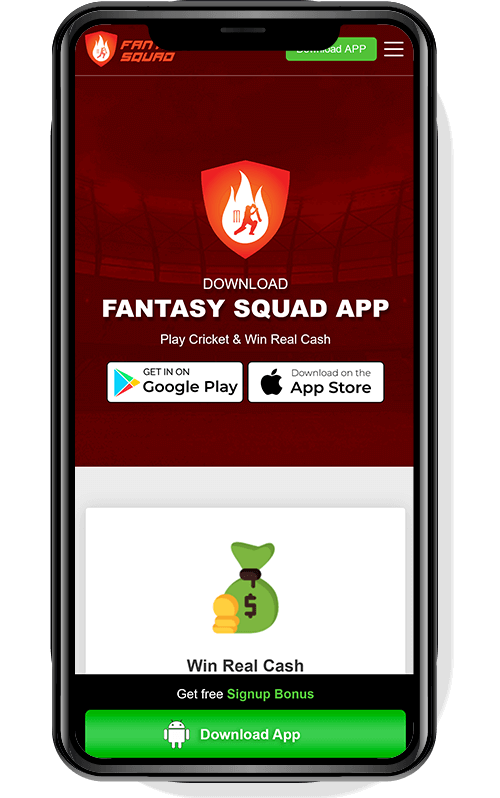 SQUAD
Download APP
DOWNLOAD
FANTASY SQUAD APP
Play Cricket & Win Real Cash
GET IN ON
Google Play
Download on the
App Store
$
Win Real Cash
Get free Signup Bonus
Download App